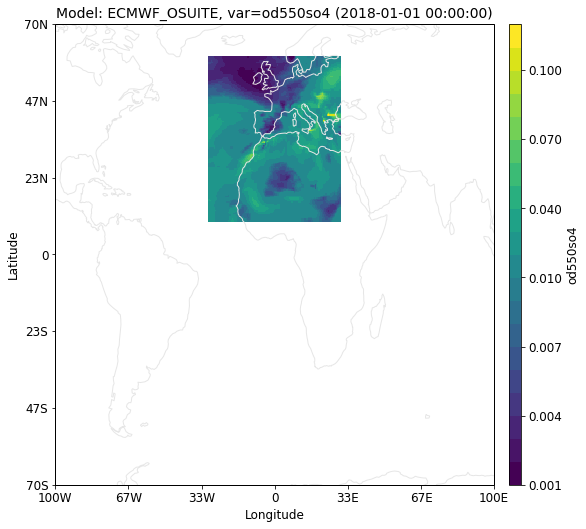 Model: ECMWF_OSUITE, var=od550so4 (2018-01-01 00:00:00)
70N
47N
23N
0
23S
47S
70S
Latitude
100W
67W
33W
0
33E
67E
100E
Longitude
0.100
0.070
0.040
0.010
0.007
0.004
0.001
od550so4